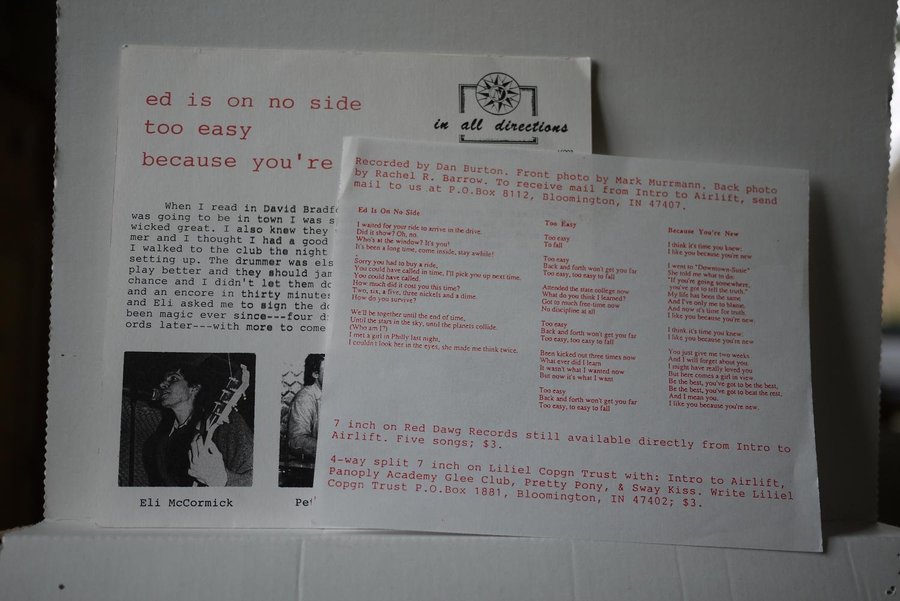 ed is on no side
too easy
because you're
in all directions
When I read in David Bradf
was going to be in town I was s
wicked great. I also knew they
mer and I thought I had a good
I walked to the club the night
setting up. The drummer was els
play better and they should jam
chance and I didn't let them do
and an encore in thirty minutes
and Eli asked me to sign the do
been magic ever since---four d
ords later---with more to come
Eli McCormick
Pe
Recorded by Dan Burton. Front photo by Mark Murrmann. Back photo
by Rachel R. Barrow. To receive mail from Intro to Airlift, send
mail to us at P.O.Box 8112, Bloomington, IN 47407.
Ed Is On No Side
I waited for your ride to arrive in the drive.
Did it show? Oh, no.
Who's at the window? It's you!
It's been a long time, come inside, stay awhile!
Sorry you had to buy a ride,
You could have called in time, I'll pick you up next time.
You could have called.
How much did it cost you this time?
Two, six, a five, three nickels and a dime.
How do you survive?
We'll be together until the end of time,
Until the stars in the sky, until the planets collide.
(Who am I?)
I met a girl in Philly last night,
I couldn't look her in the eyes, she made me think twice.
Too Easy
Too easy
To fall
Too easy
Back and forth won't get you far
Too easy, too easy to fall
Attended the state college now
What do you think I learned?
Got to much free-time now
No discipline at all
Too easy
Back and forth won't get you far
Too easy, too easy to fall
Been kicked out three times now
What ever did I learn
It wasn't what I wanted now
But now it's what I want
Too easy
Back and forth won't get you far
Too easy, to easy to fall
Because You're New
I think it's time you knew:
I like you because you're new
I went to "Downtown-Susie"
She told me what to do:
"If you're going somewhere,
you've got to tell the truth."
My life has been the same
And I've only me to blame,
And now it's time for truth.
I like you because you're new.
I think it's time you knew:
I like you because you're new
You just give me two weeks
And I will forget about you.
I might have really loved you
But here comes a girl in view.
Be the best, you've got to be the best,
Be the best, you've got to beat the rest,
And I mean you.
I like you because you're new.
7 inch on Red Dawg Records still available directly from Intro to
Airlift. Five songs; $3.
4-way split 7 inch on Liliel Copgn Trust with: Intro to Airlift,
Panoply Academy Glee Club, Pretty Pony, & Sway Kiss. Write Liliel
Copgn Trust P.O.Box 1881, Bloomington, IN 47402; $3.